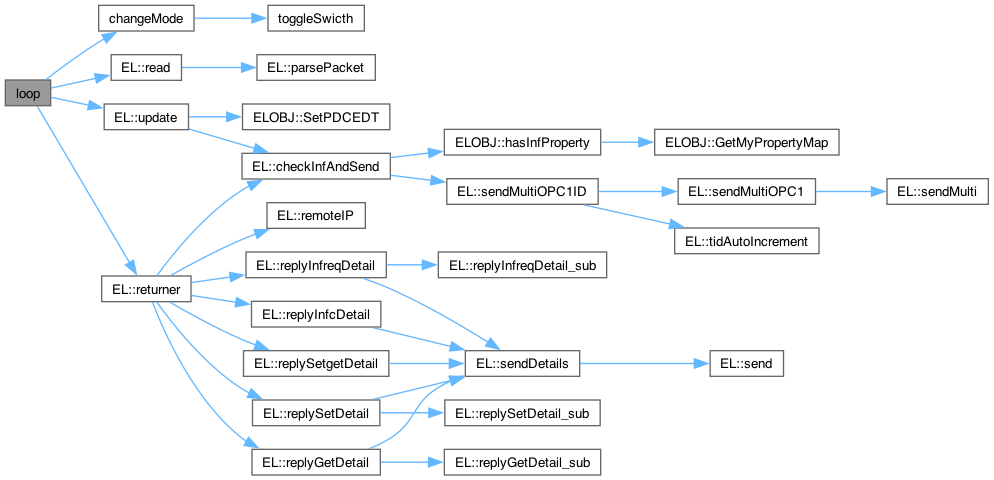 changeMode
toggleSwicth
EL::read
EL::parsePacket
loop
EL::update
ELOBJ::SetPDCEDT
ELOBJ::hasInfProperty
ELOBJ::GetMyPropertyMap
EL::checkInfAndSend
EL::sendMultiOPC1ID
EL::sendMultiOPC1
EL::sendMulti
EL::remoteIP
EL::tidAutoIncrement
EL::replyInfreqDetail
EL::replyInfreqDetail_sub
EL::returner
EL::replyInfcDetail
EL::replySetgetDetail
EL::sendDetails
EL::send
EL::replySetDetail
EL::replySetDetail_sub
EL::replyGetDetail
EL::replyGetDetail_sub